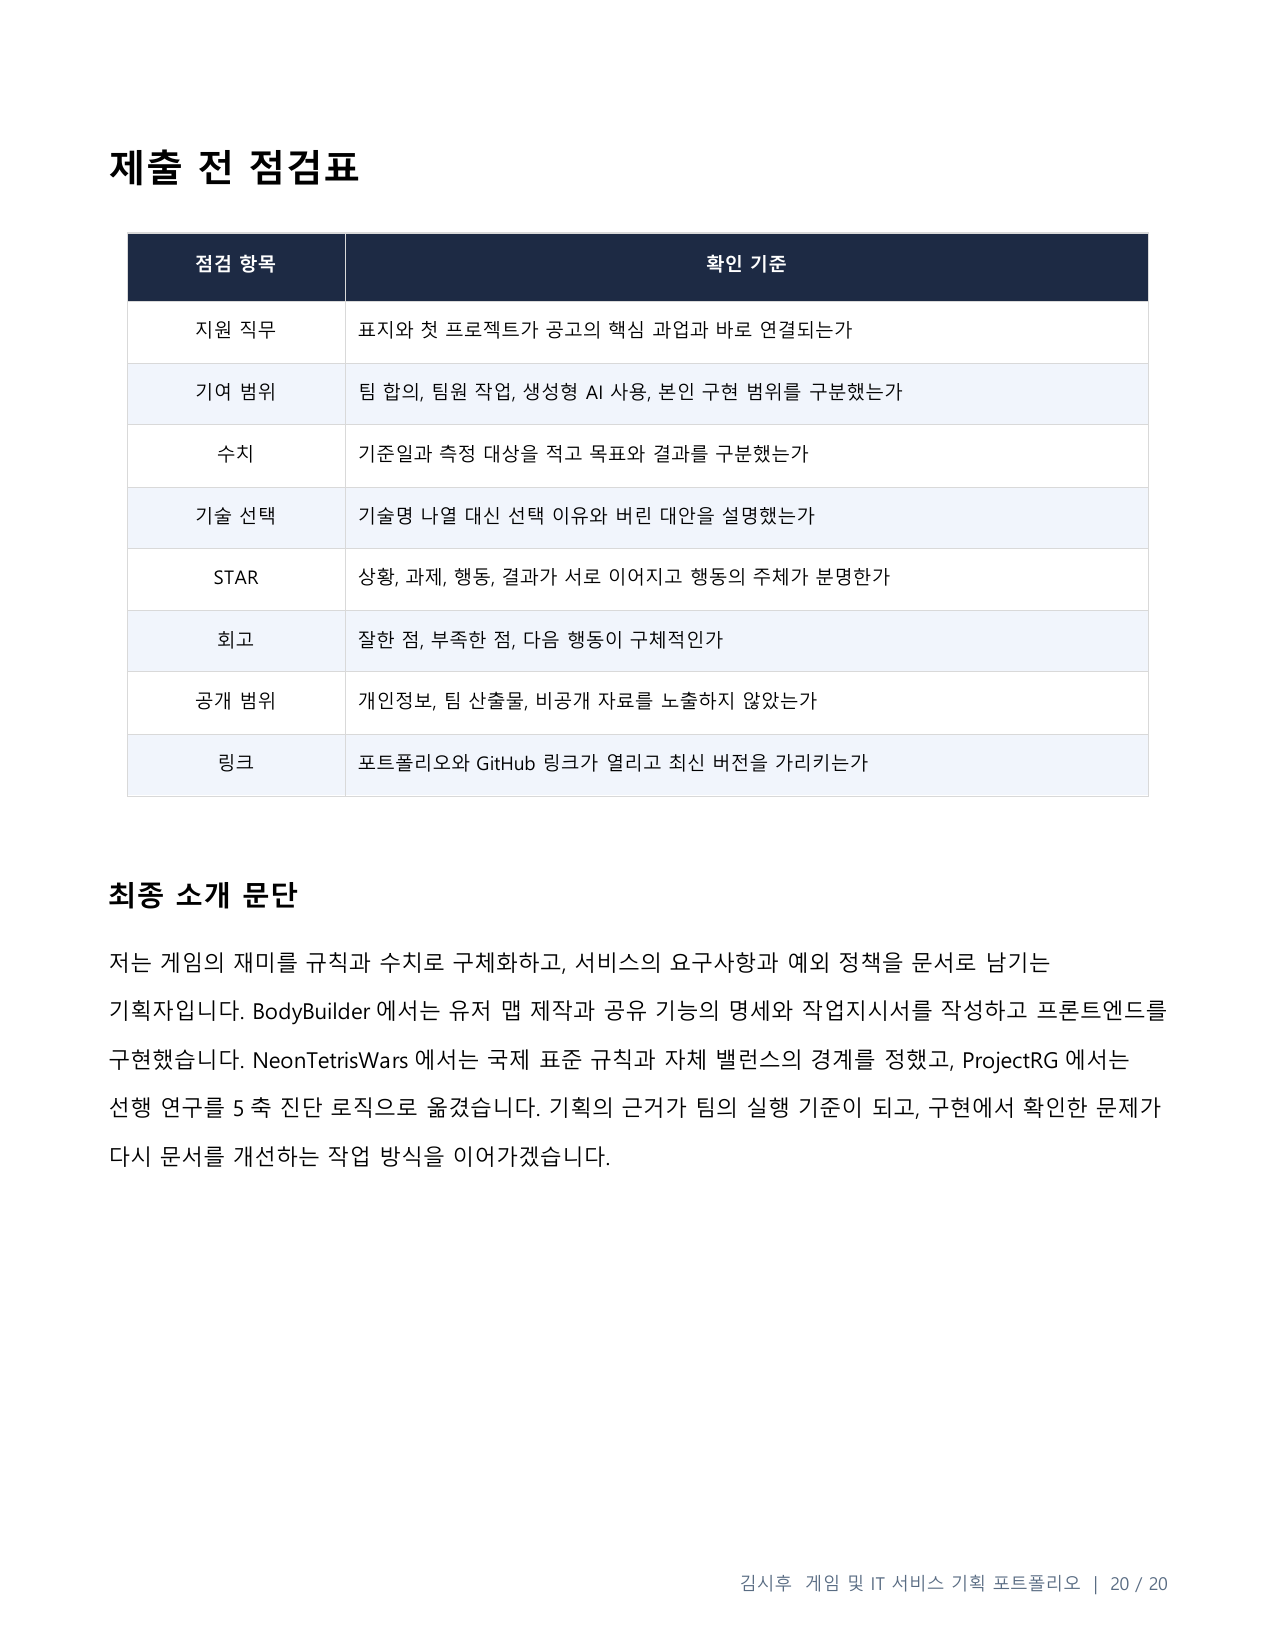 제출 전 점검표
점검 항목 확인 기준
지원 직무 표지와 첫 프로젝트가 공고의 핵심 과업과 바로 연결되는가
기여 범위 팀 합의, 팀원 작업, 생성형 AI 사용, 본인 구현 범위를 구분했는가
수치 기준일과 측정 대상을 적고 목표와 결과를 구분했는가
기술 선택 기술명 나열 대신 선택 이유와 버린 대안을 설명했는가
STAR 상황, 과제, 행동, 결과가 서로 이어지고 행동의 주체가 분명한가
회고 잘한 점, 부족한 점, 다음 행동이 구체적인가
공개 범위 개인정보, 팀 산출물, 비공개 자료를 노출하지 않았는가
링크 포트폴리오와 GitHub 링크가 열리고 최신 버전을 가리키는가
최종 소개 문단
저는 게임의 재미를 규칙과 수치로 구체화하고, 서비스의 요구사항과 예외 정책을 문서로 남기는
기획자입니다. BodyBuilder 에서는 유저 맵 제작과 공유 기능의 명세와 작업지시서를 작성하고 프론트엔드를
구현했습니다. NeonTetrisWars 에서는 국제 표준 규칙과 자체 밸런스의 경계를 정했고, ProjectRG 에서는
선행 연구를 5 축 진단 로직으로 옮겼습니다. 기획의 근거가 팀의 실행 기준이 되고, 구현에서 확인한 문제가
다시 문서를 개선하는 작업 방식을 이어가겠습니다.
김시후 게임 및 IT 서비스 기획 포트폴리오 | 20 / 20